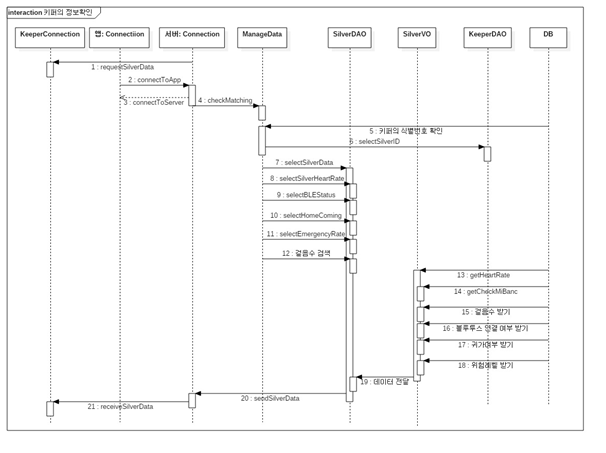 interaction 키퍼의 정보확인
KeeperConnection
앱: Connectiion
서버: Connection
ManageData
SilverDAO
SilverVO
KeeperDAO
DB
1 : requestSilverData
2 : connectToApp
3 : connectToServer
4 : checkMatching
5 : 키퍼의 식별번호 확인
6 : selectSilverID
7 : selectSilverData
8 : selectSilverHeartRate
9 : selectBLEStatus
10 : selectHomeComing
11 : selectEmergencyRate
12 : 걸음수 검색
13 : getHeartRate
14 : getCheckMiBanc
15 : 걸음수 받기
16 : 블루투스 연결 여부 받기
17 : 귀가여부 받기
18 : 위험레벨 받기
19 : 데이터 전달
20 : sendSilverData
21 : receiveSilverData